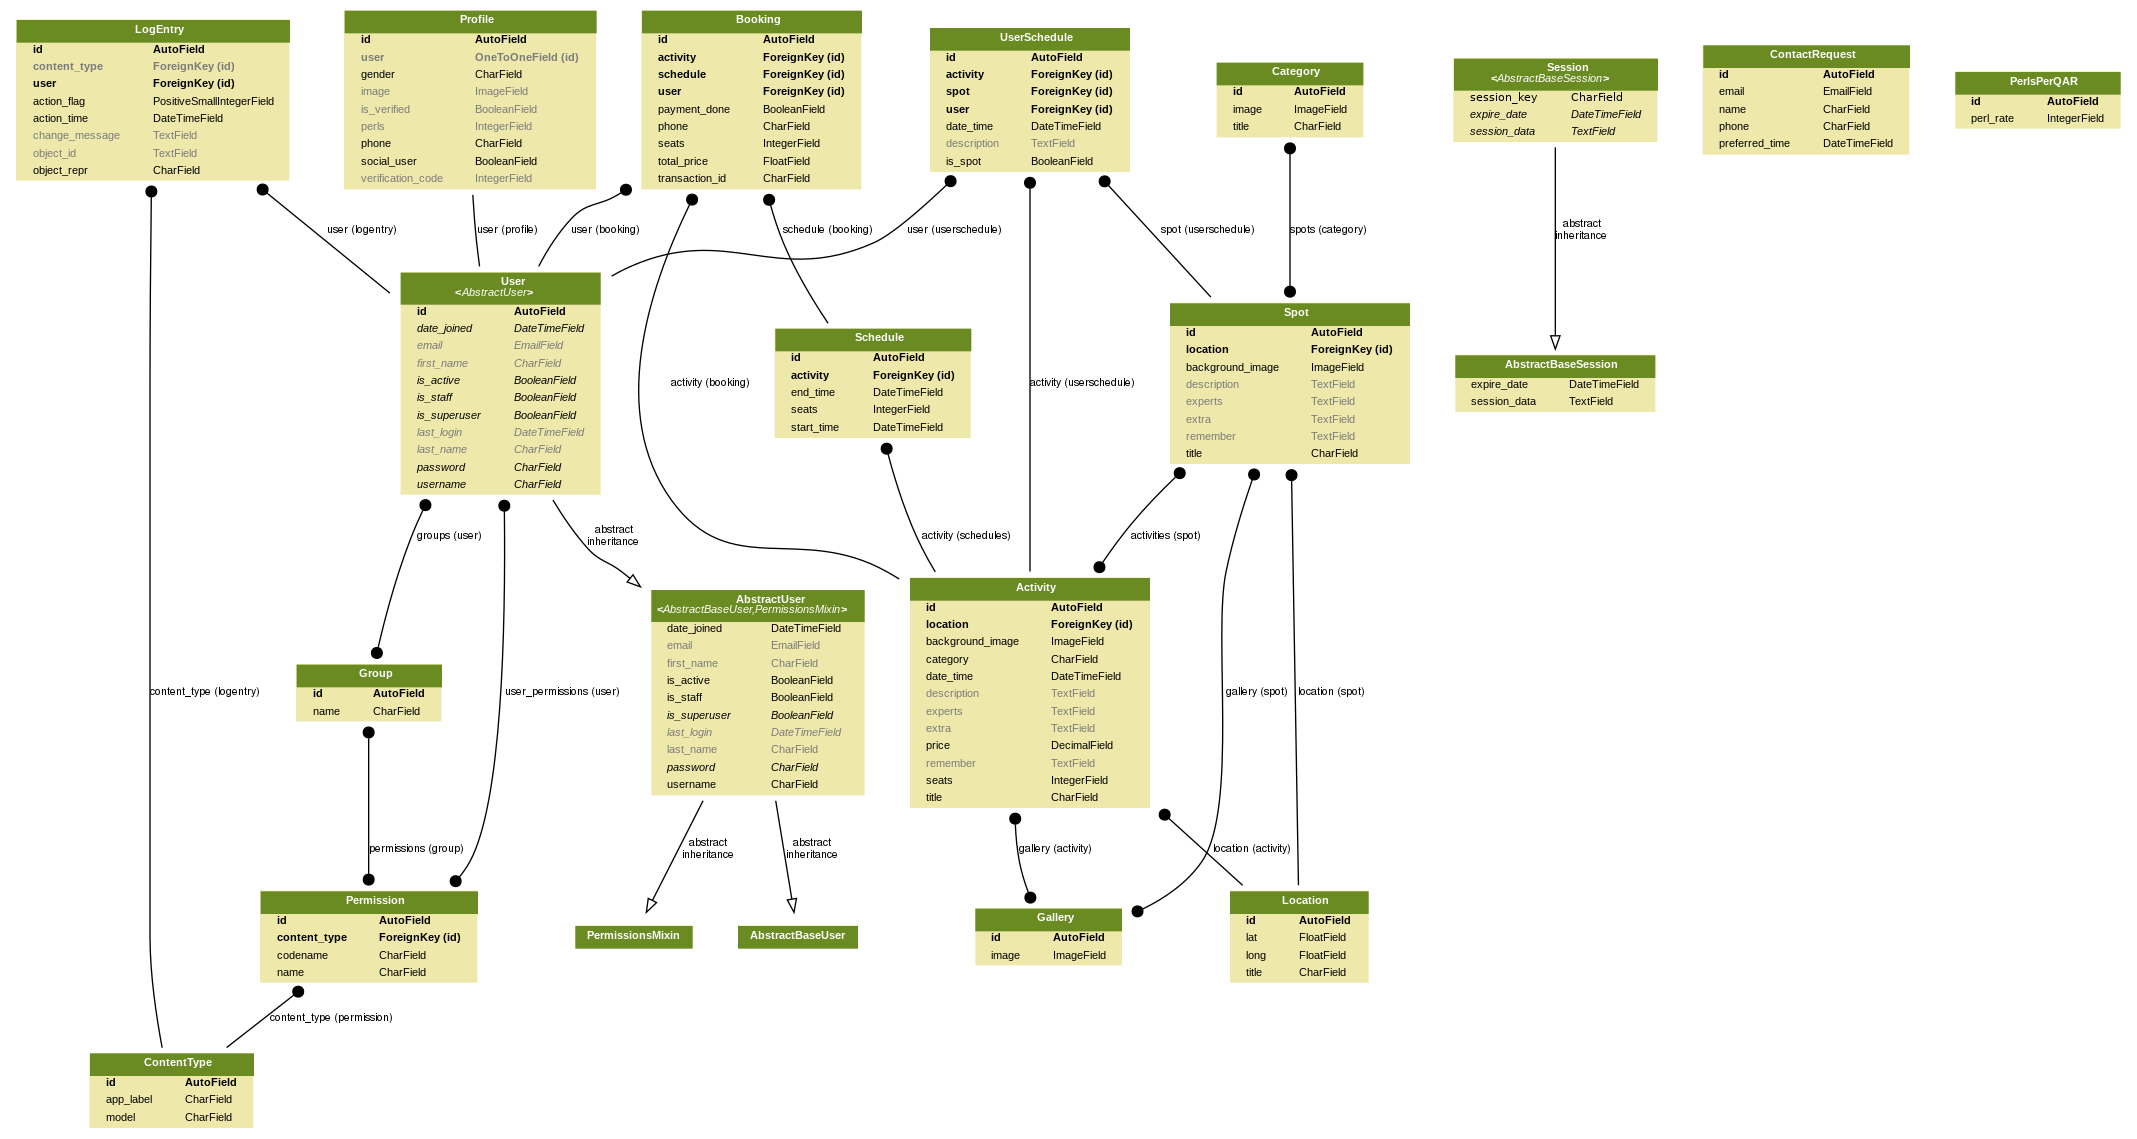 LogEntry
id AutoField
content_type ForeignKey (id)
user ForeignKey (id)
action_flag PositiveSmallIntegerField
action_time DateTimeField
change_message TextField
object_id TextField
object_repr CharField
Profile
id AutoField
user OneToOneField (id)
gender CharField
image ImageField
is_verified BooleanField
perls IntegerField
phone CharField
social_user BooleanField
verification_code IntegerField
Booking
id AutoField
activity ForeignKey (id)
schedule ForeignKey (id)
user ForeignKey (id)
payment_done BooleanField
phone CharField
seats IntegerField
total_price FloatField
transaction_id CharField
UserSchedule
id AutoField
activity ForeignKey (id)
spot ForeignKey (id)
user ForeignKey (id)
date_time DateTimeField
description TextField
is_spot BooleanField
Category
id AutoField
image ImageField
title CharField
Session
<AbstractBaseSession>
session_key CharField
expire_date DateTimeField
session_data TextField
ContactRequest
id AutoField
email EmailField
name CharField
phone CharField
preferred_time DateTimeField
PerlsPerQAR
id AutoField
perl_rate IntegerField
user (logentry)
user (profile)
user (booking)
schedule (booking)
user (userschedule)
spot (userschedule)
spots (category)
abstract
inheritance
User
<AbstractUser>
id AutoField
date_joined DateTimeField
email EmailField
first_name CharField
is_active BooleanField
is_staff BooleanField
is_superuser BooleanField
last_login DateTimeField
last_name CharField
password CharField
username CharField
activity (booking)
Schedule
id AutoField
activity ForeignKey (id)
end_time DateTimeField
seats IntegerField
start_time DateTimeField
activity (userschedule)
Spot
id AutoField
location ForeignKey (id)
background_image ImageField
description TextField
experts TextField
extra TextField
remember TextField
title CharField
AbstractBaseSession
expire_date DateTimeField
session_data TextField
groups (user)
abstract
inheritance
activity (schedules)
activities (spot)
content_type (logentry)
Group
id AutoField
name CharField
user_permissions (user)
AbstractUser
<AbstractBaseUser,PermissionsMixin>
date_joined DateTimeField
email EmailField
first_name CharField
is_active BooleanField
is_staff BooleanField
is_superuser BooleanField
last_login DateTimeField
last_name CharField
password CharField
username CharField
Activity
id AutoField
location ForeignKey (id)
background_image ImageField
category CharField
date_time DateTimeField
description TextField
experts TextField
extra TextField
price DecimalField
remember TextField
seats IntegerField
title CharField
gallery (spot)
location (spot)
permissions (group)
abstract
inheritance
abstract
inheritance
gallery (activity)
location (activity)
Permission
id AutoField
content_type ForeignKey (id)
codename CharField
name CharField
PermissionsMixin
AbstractBaseUser
Gallery
id AutoField
image ImageField
Location
id AutoField
lat FloatField
long FloatField
title CharField
content_type (permission)
ContentType
id AutoField
app_label CharField
model CharField